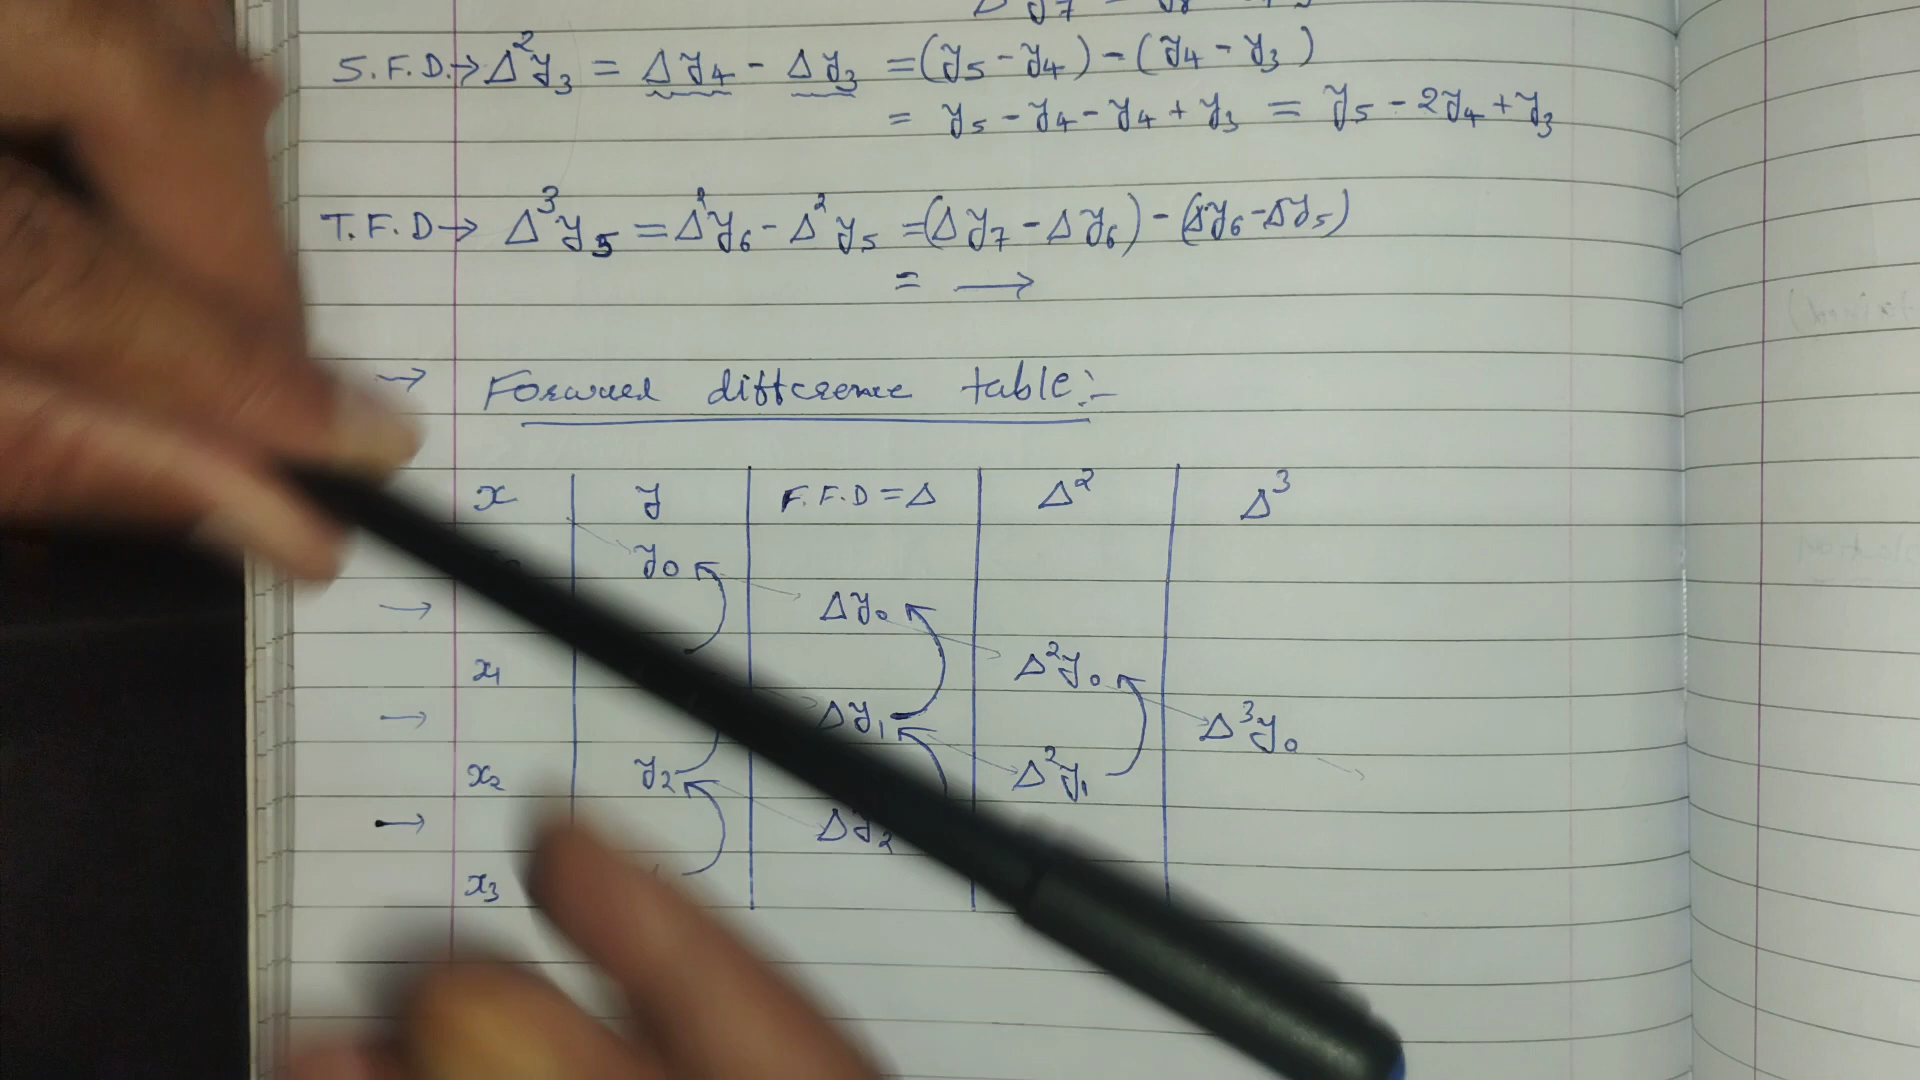 S.F.D.→ Δ²y₃ = Δy₄ - Δy₃ = (y₅ - y₄) - (y₄ - y₃)
= y₅ - y₄ - y₄ + y₃ = y₅ - 2y₄ + y₃
T.F.D→ Δ³y₅ = Δ²y₆ - Δ²y₅ = (Δy₇ - Δy₆) - (Δy₆ - Δy₅)
= →
→ Forward difference table:-
x y F.F.D = Δ Δ² Δ³
y₀
→ Δy₀
x₁ Δ²y₀
→ Δy₁ Δ³y₀
x₂ y₂ Δ²y₁
→ Δy₂
x₃